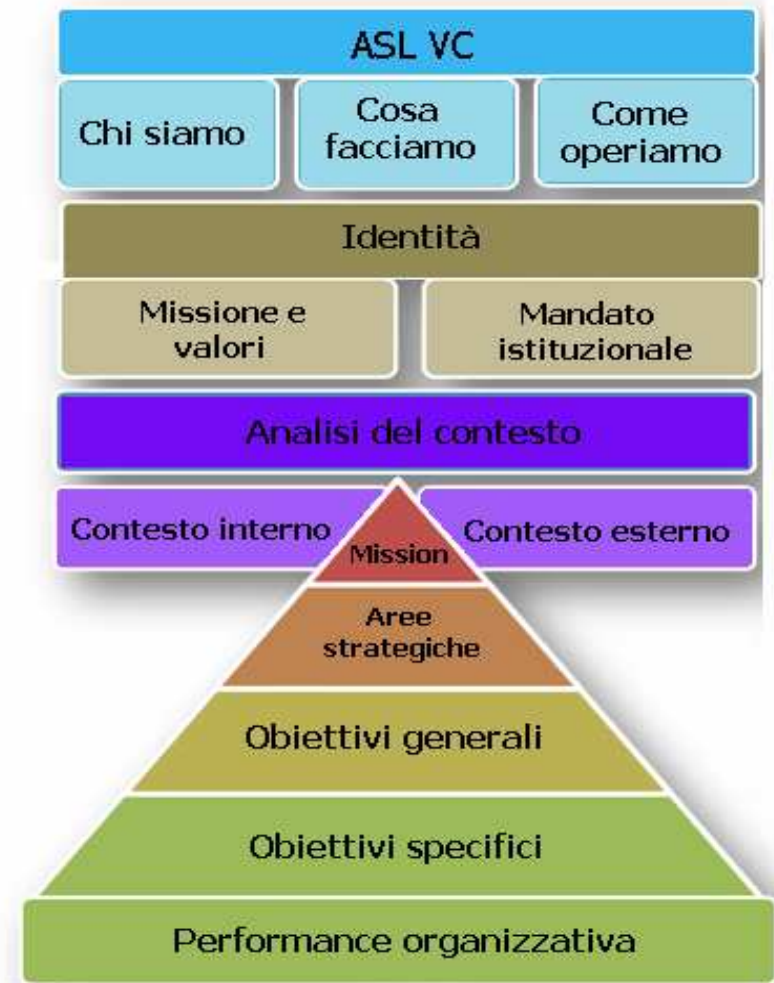 ASL VC
Chi siamo
Cosa
facciamo
Come
operiamo
Identità
Missione e
valori
Mandato
istituzionale
Analisi del contesto
Contesto interno
Contesto esterno
Mission
Aree
strategiche
Obiettivi generali
Obiettivi specifici
Performance organizzativa